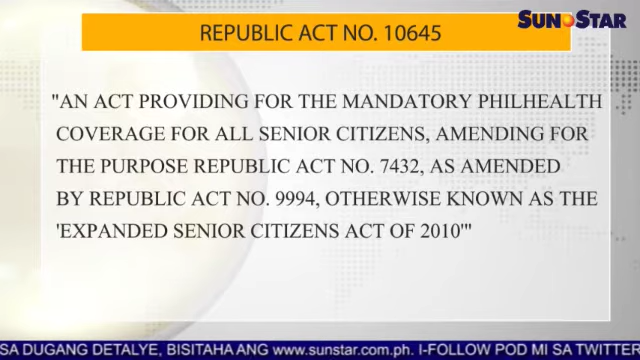 SUNSTAR
REPUBLIC ACT NO. 10645
"AN ACT PROVIDING FOR THE MANDATORY PHILHEALTH
COVERAGE FOR ALL SENIOR CITIZENS, AMENDING FOR
THE PURPOSE REPUBLIC ACT NO. 7432, AS AMENDED
BY REPUBLIC ACT NO. 9994, OTHERWISE KNOWN AS THE
'EXPANDED SENIOR CITIZENS ACT OF 2010'"
SA DUGANG DETALYE, BISITAHA ANG www.sunstar.com.ph. I-FOLLOW POD MI SA TWITTER